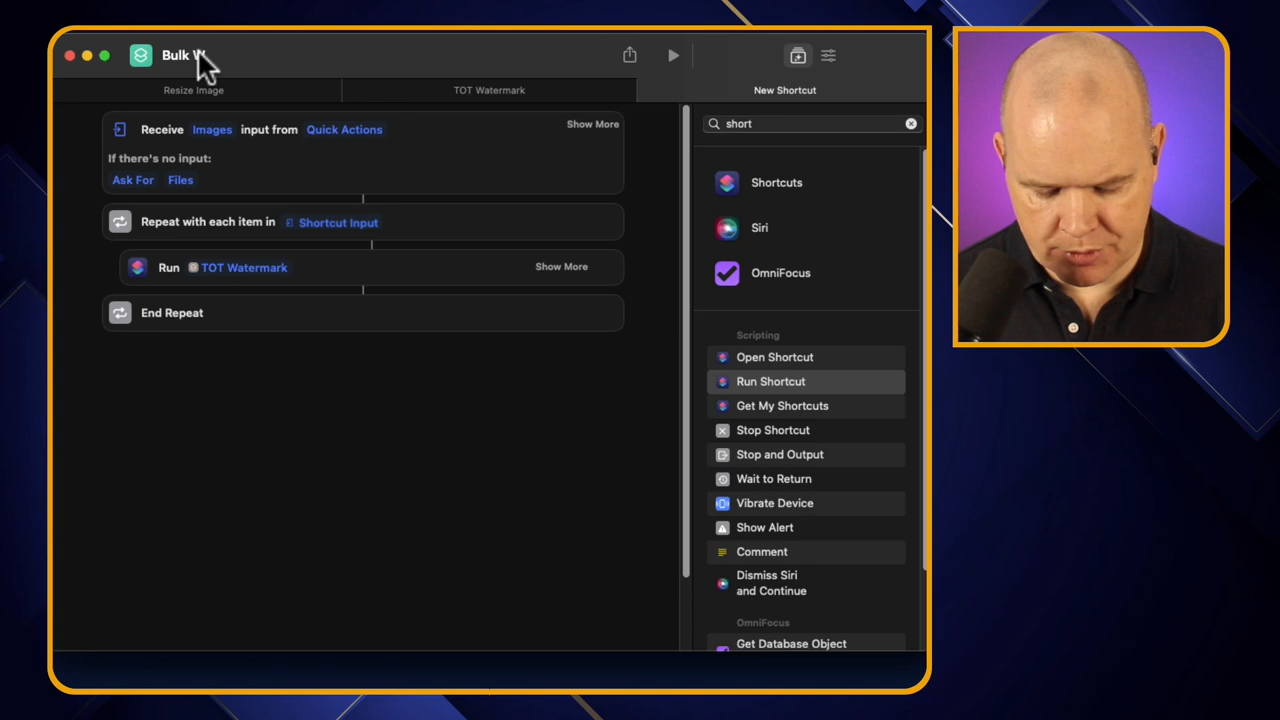 Bulk W
Resize Image
TOT Watermark
New Shortcut
Receive Images input from Quick Actions
Show More
If there's no input:
Ask For Files
Repeat with each item in Shortcut Input
Run TOT Watermark
Show More
End Repeat
short
Shortcuts
Siri
OmniFocus
Scripting
Open Shortcut
Run Shortcut
Get My Shortcuts
Stop Shortcut
Stop and Output
Wait to Return
Vibrate Device
Show Alert
Comment
Dismiss Siri
and Continue
OmniFocus
Get Database Object